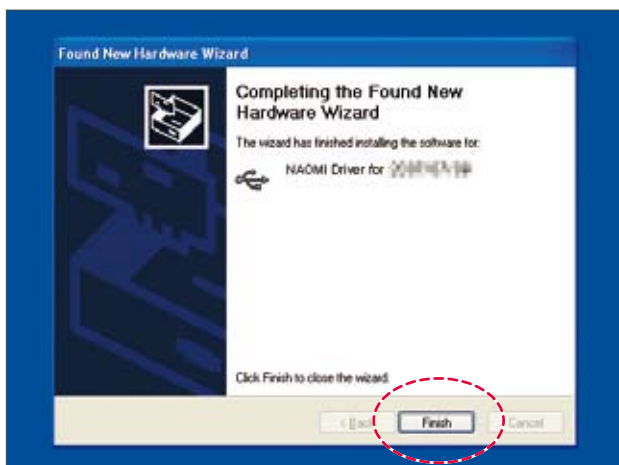 Found New Hardware Wizard
Completing the Found New
Hardware Wizard
The wizard has finished installing the software for:
NAOMI Driver for
Click Finish to close the wizard.
< Back
Finish
Cancel